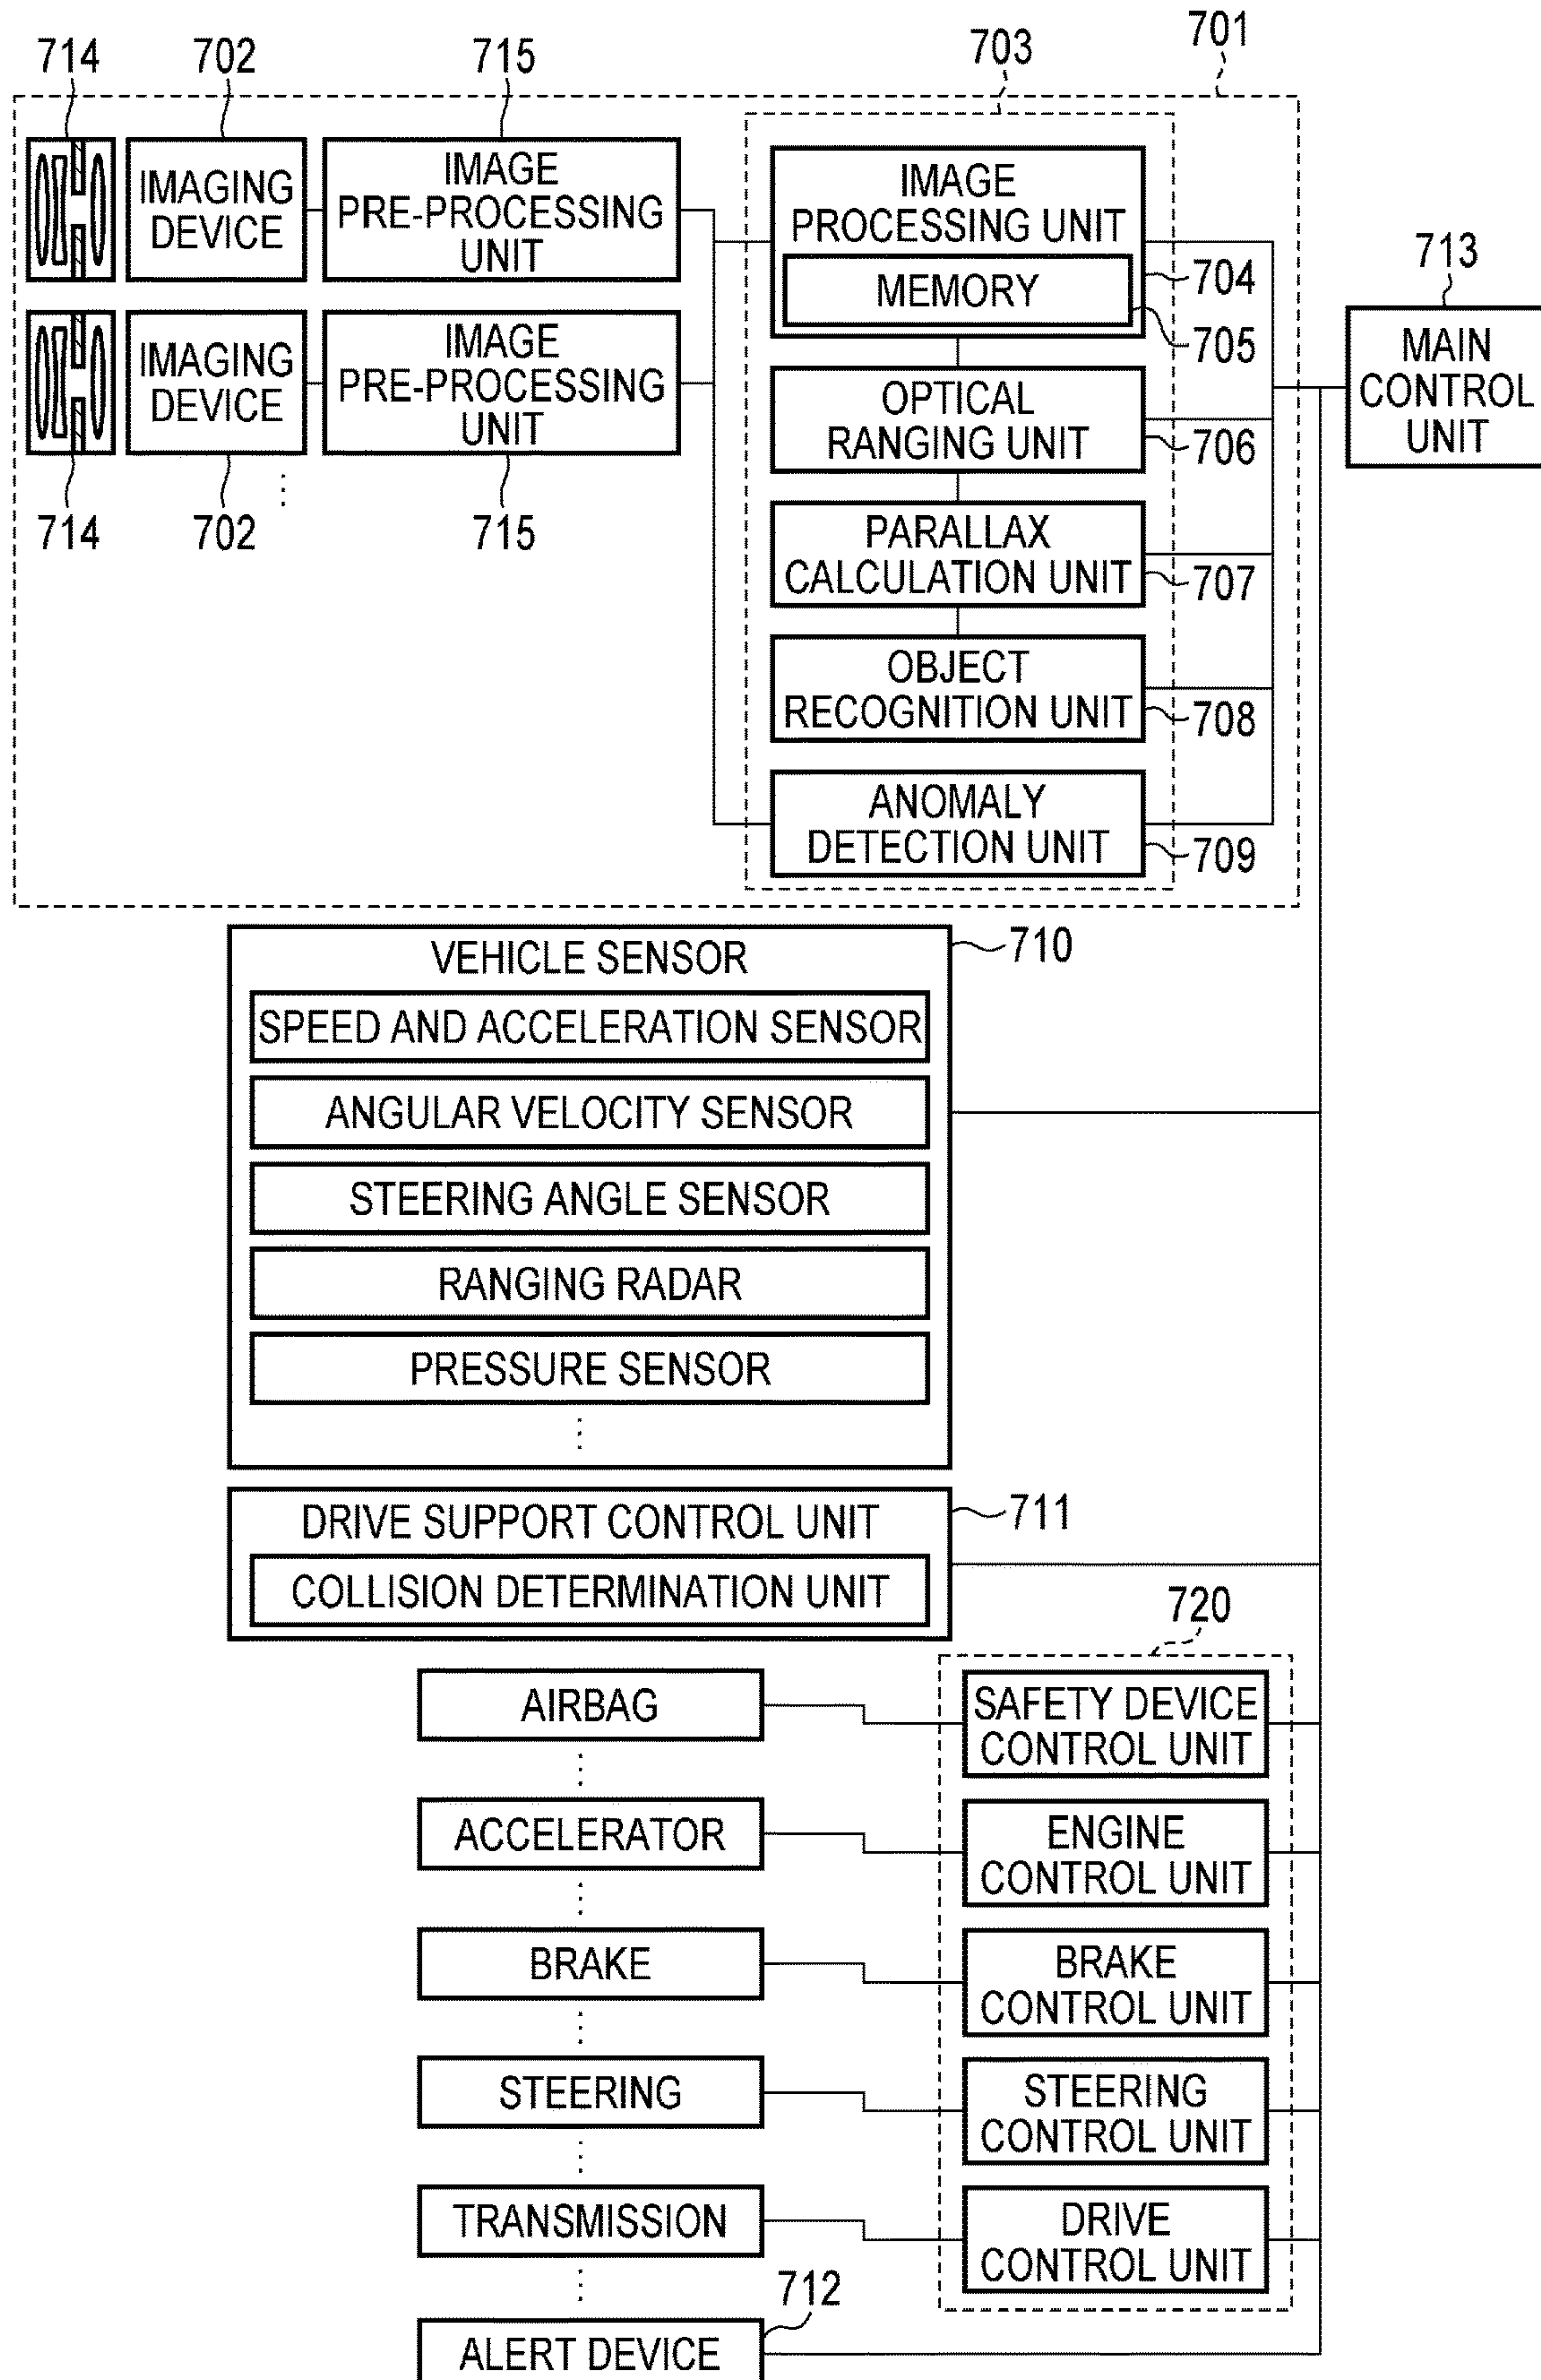 714
702
715
703
701
IMAGING
DEVICE
IMAGE
PRE-PROCESSING
UNIT
IMAGE
PROCESSING UNIT
MEMORY
704
705
713
MAIN
CONTROL
UNIT
IMAGING
DEVICE
IMAGE
PRE-PROCESSING
UNIT
714
702
⋮
715
OPTICAL
RANGING UNIT
706
PARALLAX
CALCULATION UNIT
707
OBJECT
RECOGNITION UNIT
708
ANOMALY
DETECTION UNIT
709
VEHICLE SENSOR
710
SPEED AND ACCELERATION SENSOR
ANGULAR VELOCITY SENSOR
STEERING ANGLE SENSOR
RANGING RADAR
PRESSURE SENSOR
⋮
DRIVE SUPPORT CONTROL UNIT
711
COLLISION DETERMINATION UNIT
720
AIRBAG
SAFETY DEVICE
CONTROL UNIT
⋮
ACCELERATOR
ENGINE
CONTROL UNIT
⋮
BRAKE
BRAKE
CONTROL UNIT
⋮
STEERING
STEERING
CONTROL UNIT
⋮
TRANSMISSION
DRIVE
CONTROL UNIT
⋮
712
ALERT DEVICE